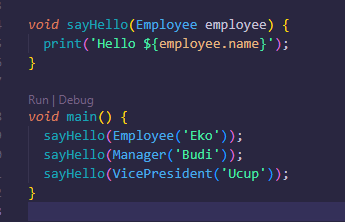 void sayHello(Employee employee) {
  print('Hello ${employee.name}');
}
Run | Debug
void main() {
  sayHello(Employee('Eko'));
  sayHello(Manager('Budi'));
  sayHello(VicePresident('Ucup'));
}